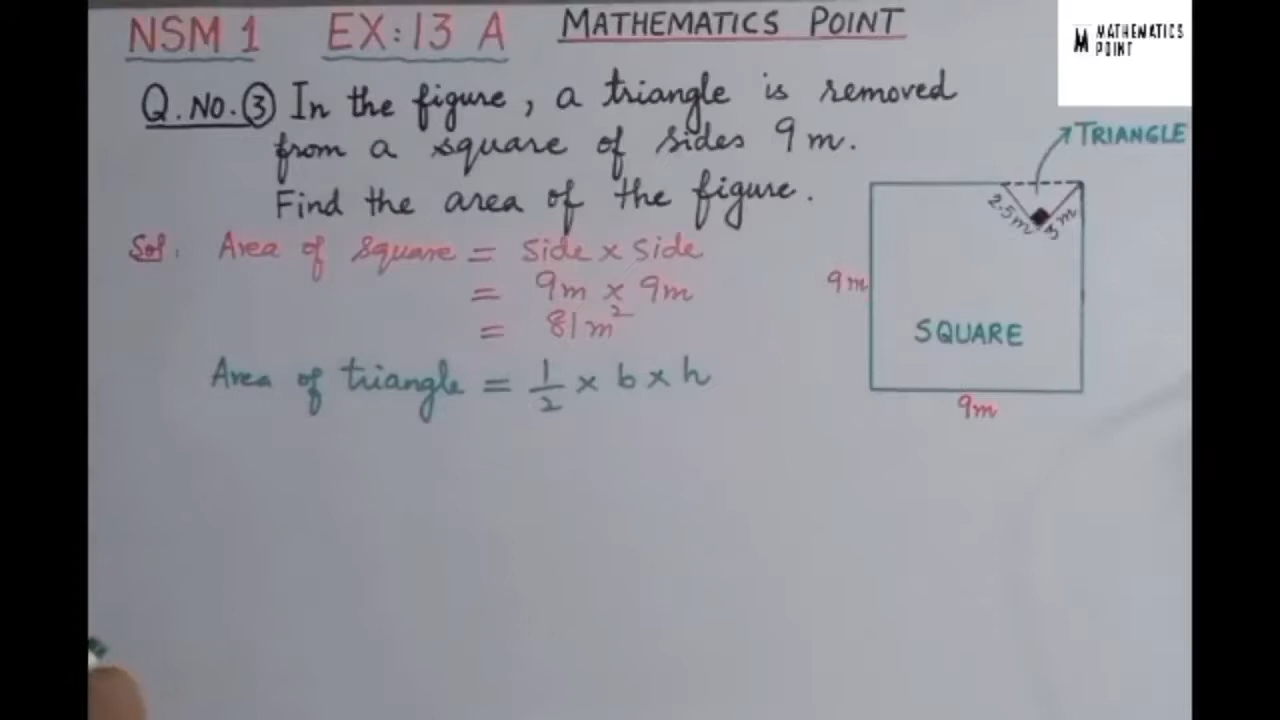 NSM 1 EX:13 A MATHEMATICS POINT
M MATHEMATICS
POINT
Q.NO.③ In the figure, a triangle is removed
from a square of sides 9m.
Find the area of the figure.
TRIANGLE
2.5m 3m
Sol. Area of square = side × side
= 9m × 9m
= 81m²
9m
SQUARE
Area of triangle = 1/2 × b × h
9m